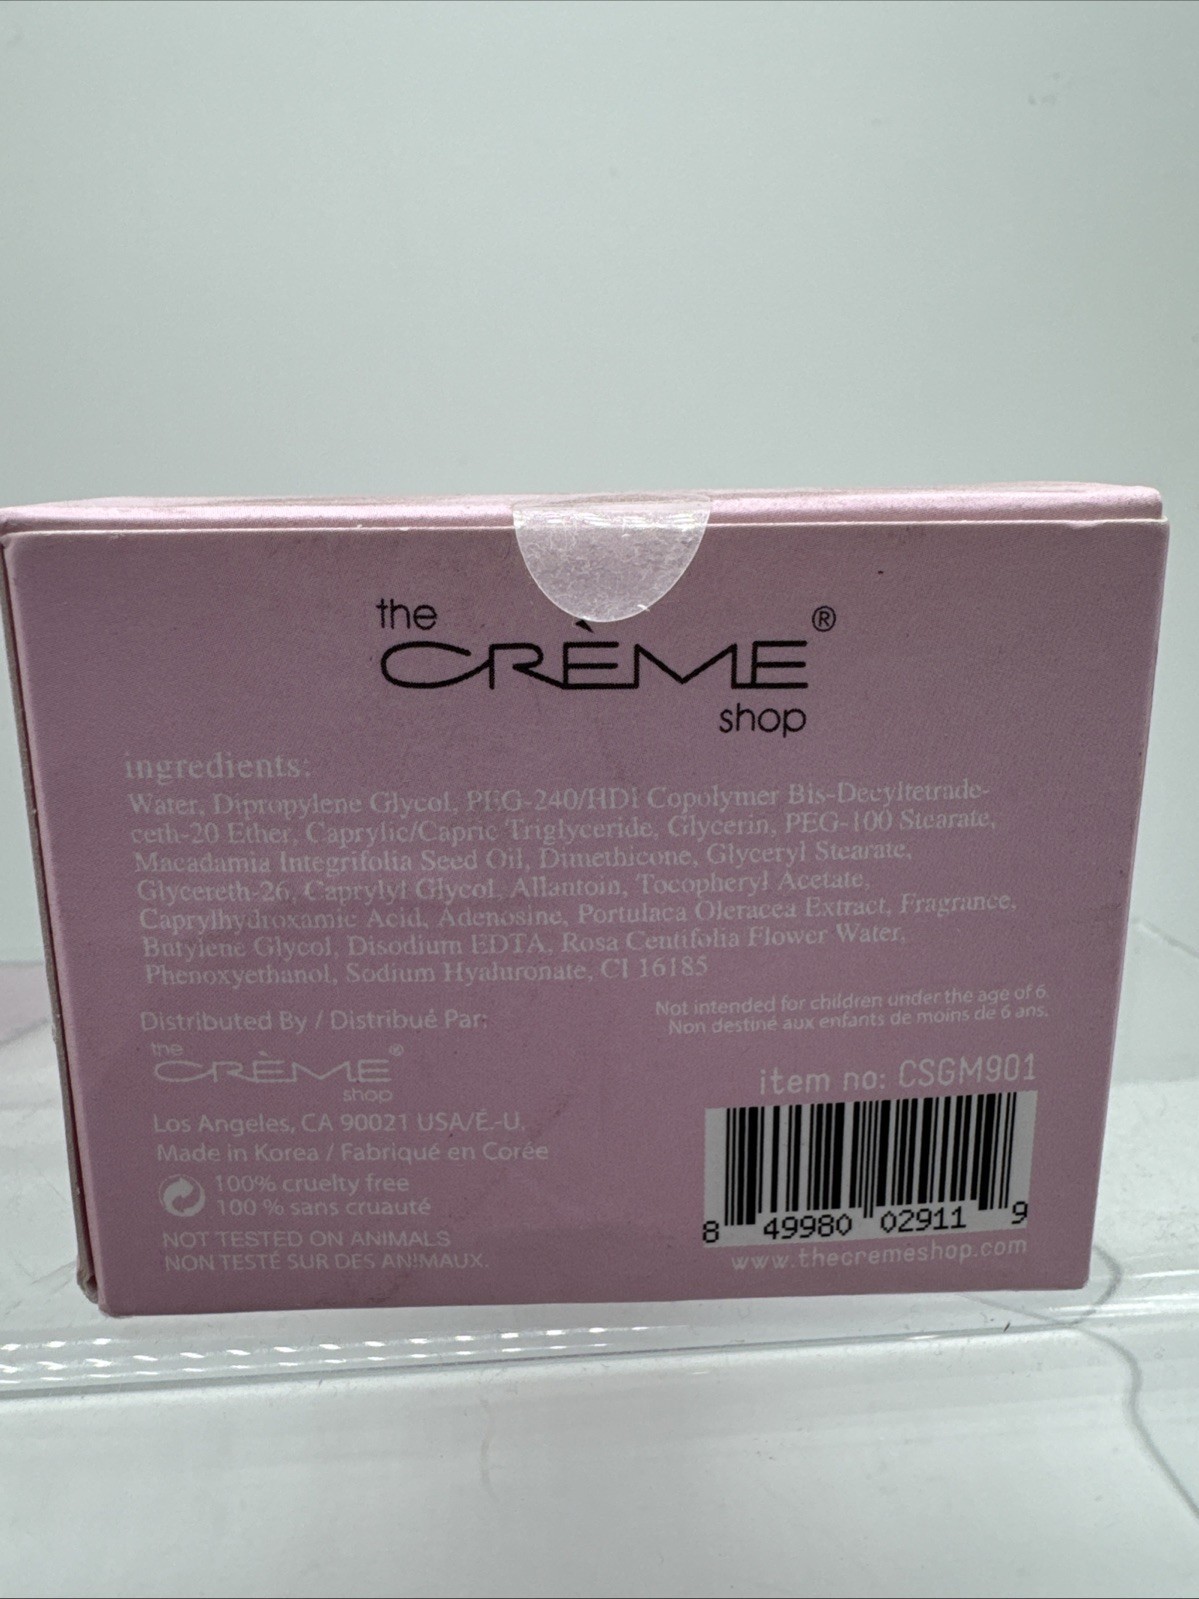 the
CRÈME®
shop
ingredients:
Water, Dipropylene Glycol, PEG-240/HDI Copolymer Bis-Decyltetrade-
ceth-20 Ether, Caprylic/Capric Triglyceride, Glycerin, PEG-100 Stearate,
Macadamia Integrifolia Seed Oil, Dimethicone, Glyceryl Stearate,
Glycereth-26, Caprylyl Glycol, Allantoin, Tocopheryl Acetate,
Caprylhydroxamic Acid, Adenosine, Portulaca Oleracea Extract, Fragrance,
Butylene Glycol, Disodium EDTA, Rosa Centifolia Flower Water,
Phenoxyethanol, Sodium Hyaluronate, CI 16185
Distributed By / Distribué Par:
the
CRÈME®
shop
Los Angeles, CA 90021 USA/É.-U.
Made in Korea / Fabriqué en Corée
100% cruelty free
100 % sans cruauté
NOT TESTED ON ANIMALS
NON TESTÉ SUR DES ANIMAUX.
Not intended for children under the age of 6.
Non destiné aux enfants de moins de 6 ans.
item no: CSGM901
8 49980 02911 9
www.thecremeshop.com